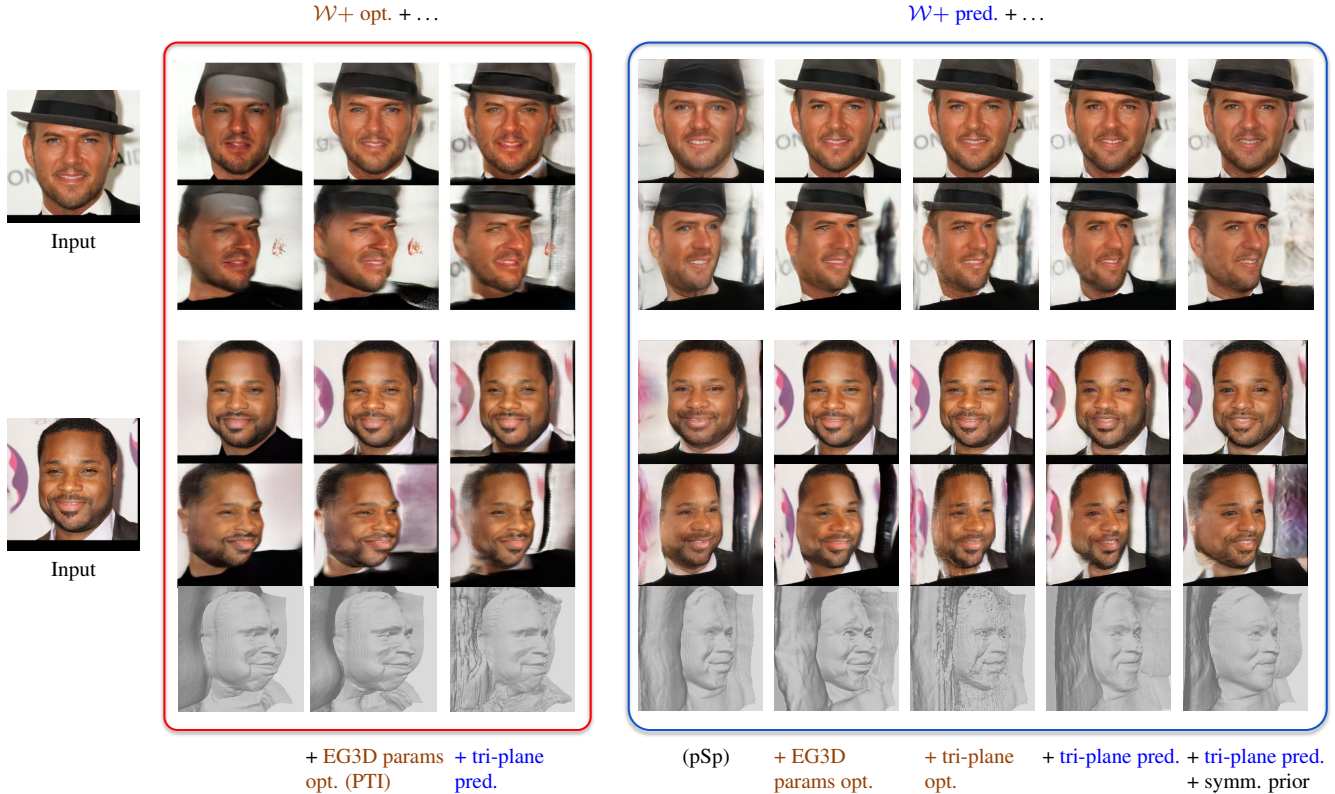 W+ opt. + …
W+ pred. + …
Input
Input
+ EG3D params
opt. (PTI)
+ tri-plane
pred.
(pSp)
+ EG3D
params opt.
+ tri-plane
opt.
+ tri-plane pred.
+ tri-plane pred.
+ symm. prior